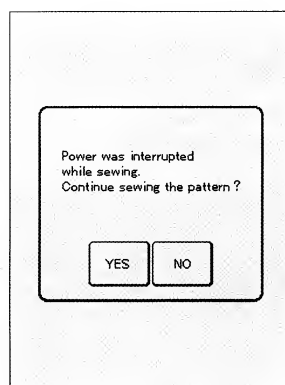 Power was interrupted
while sewing.
Continue sewing the pattern ?
YES NO